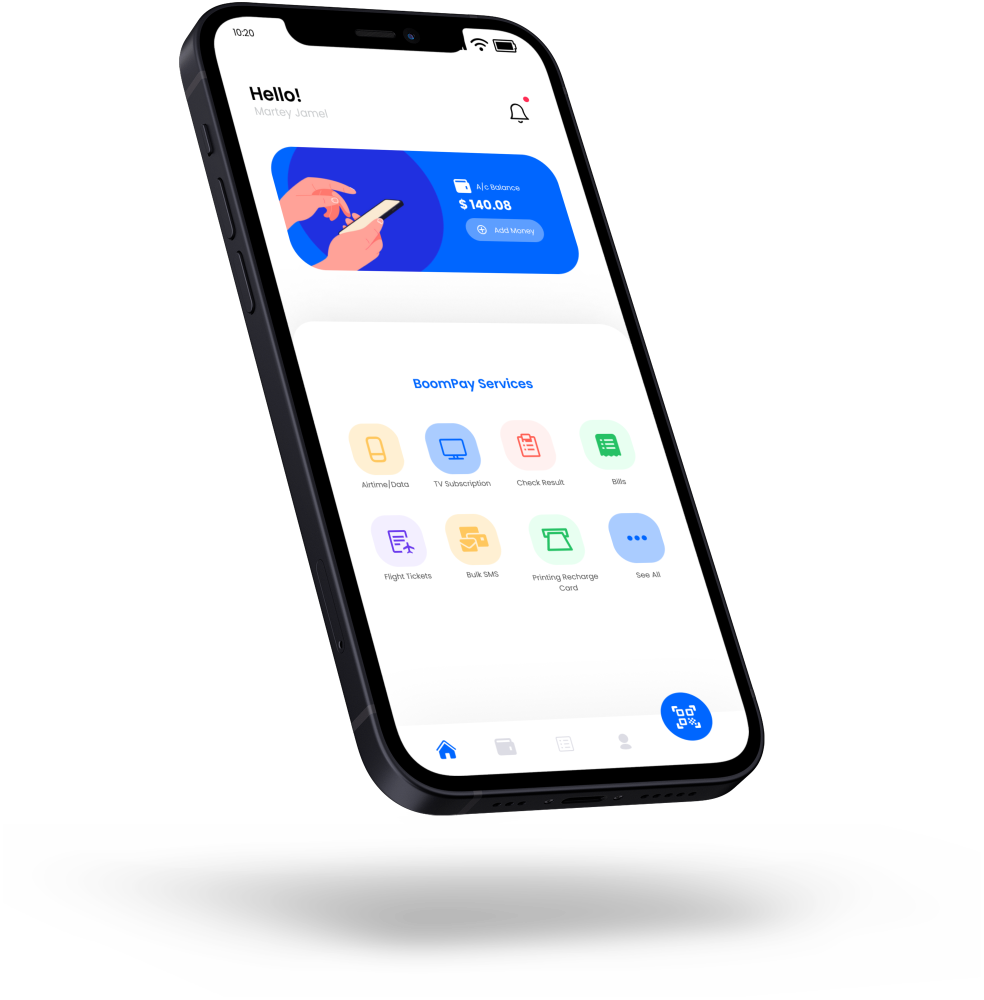 10:20
Hello!
Martey Jamel
A/c Balance
$ 140.08
Add Money
BoomPay Services
Airtime/Data
TV Subscription
Check Result
Bills
Flight Tickets
Bulk SMS
Printing Recharge
Card
See All